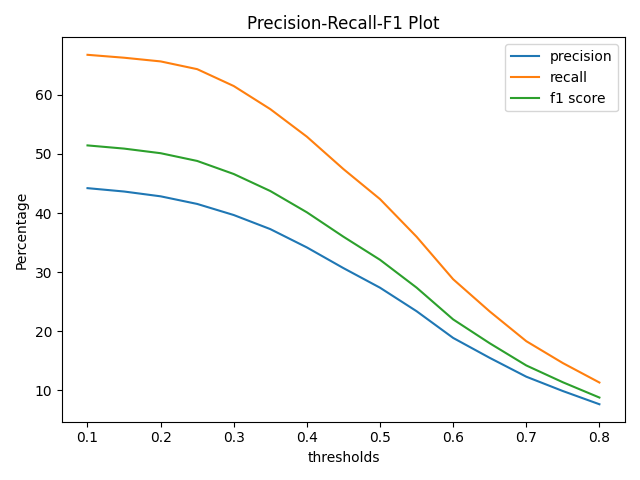 Precision-Recall-F1 Plot
precision
recall
f1 score
Percentage
60
50
40
30
20
10
0.1 0.2 0.3 0.4 0.5 0.6 0.7 0.8
thresholds